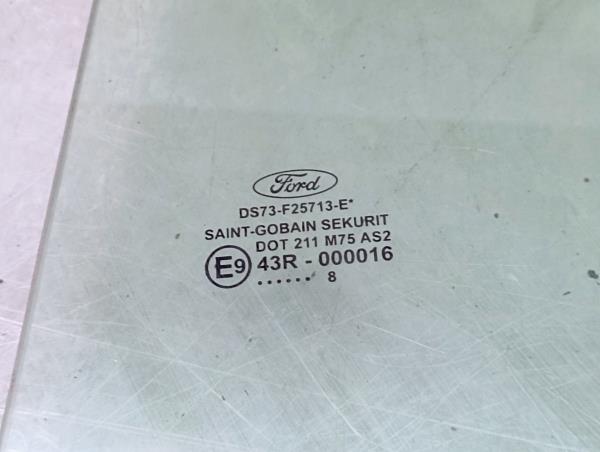 Ford
DS73-F25713-E*
SAINT-GOBAIN SEKURIT
DOT 211 M75 AS2
E9 43R - 000016
...... 8